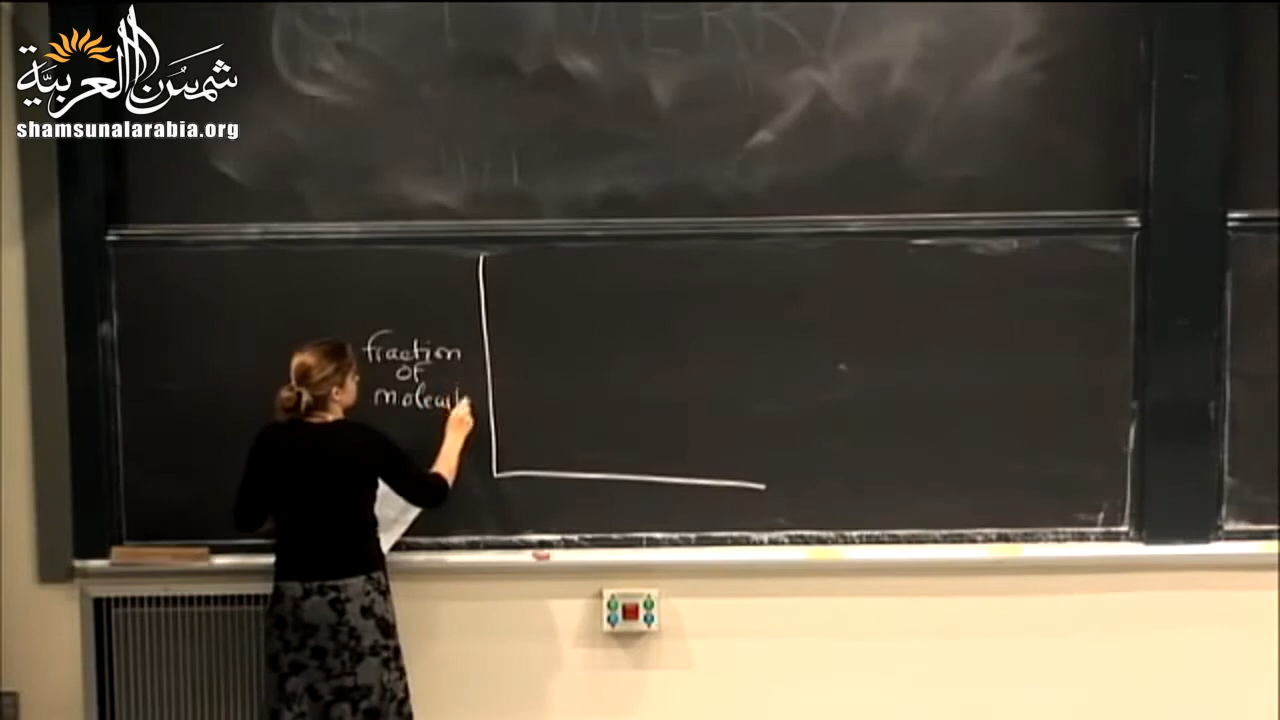 شمس العربية
shamsunalarabia.org
fraction
of
molecul